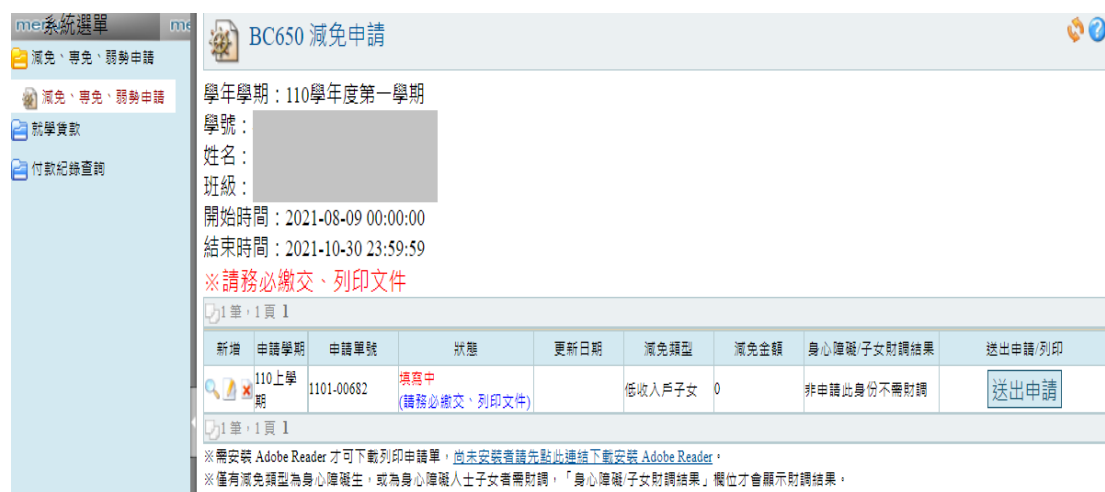 系統選單
減免、專免、弱勢申請
減免、專免、弱勢申請
就學貸款
付款紀錄查詢
BC650 減免申請
學年學期：110學年度第一學期
學號：
姓名：
班級：
開始時間：2021-08-09 00:00:00
結束時間：2021-10-30 23:59:59
※請務必繳交、列印文件
1 筆，1 頁 1
新增 申請學期 申請單號 狀態 更新日期 減免類型 減免金額 身心障礙/子女財調結果 送出申請/列印
110上學期 1101-00682 填寫中 低收入戶子女 0 非申請此身份不需財調 送出申請
(請務必繳交、列印文件)
1 筆，1 頁 1
※需安裝 Adobe Reader 才可下載列印申請單，尚未安裝者請先點此連結下載安裝 Adobe Reader。
※僅有減免類型為身心障礙生，或為身心障礙人士子女者需財調，「身心障礙/子女財調結果」欄位才會顯示財調結果。